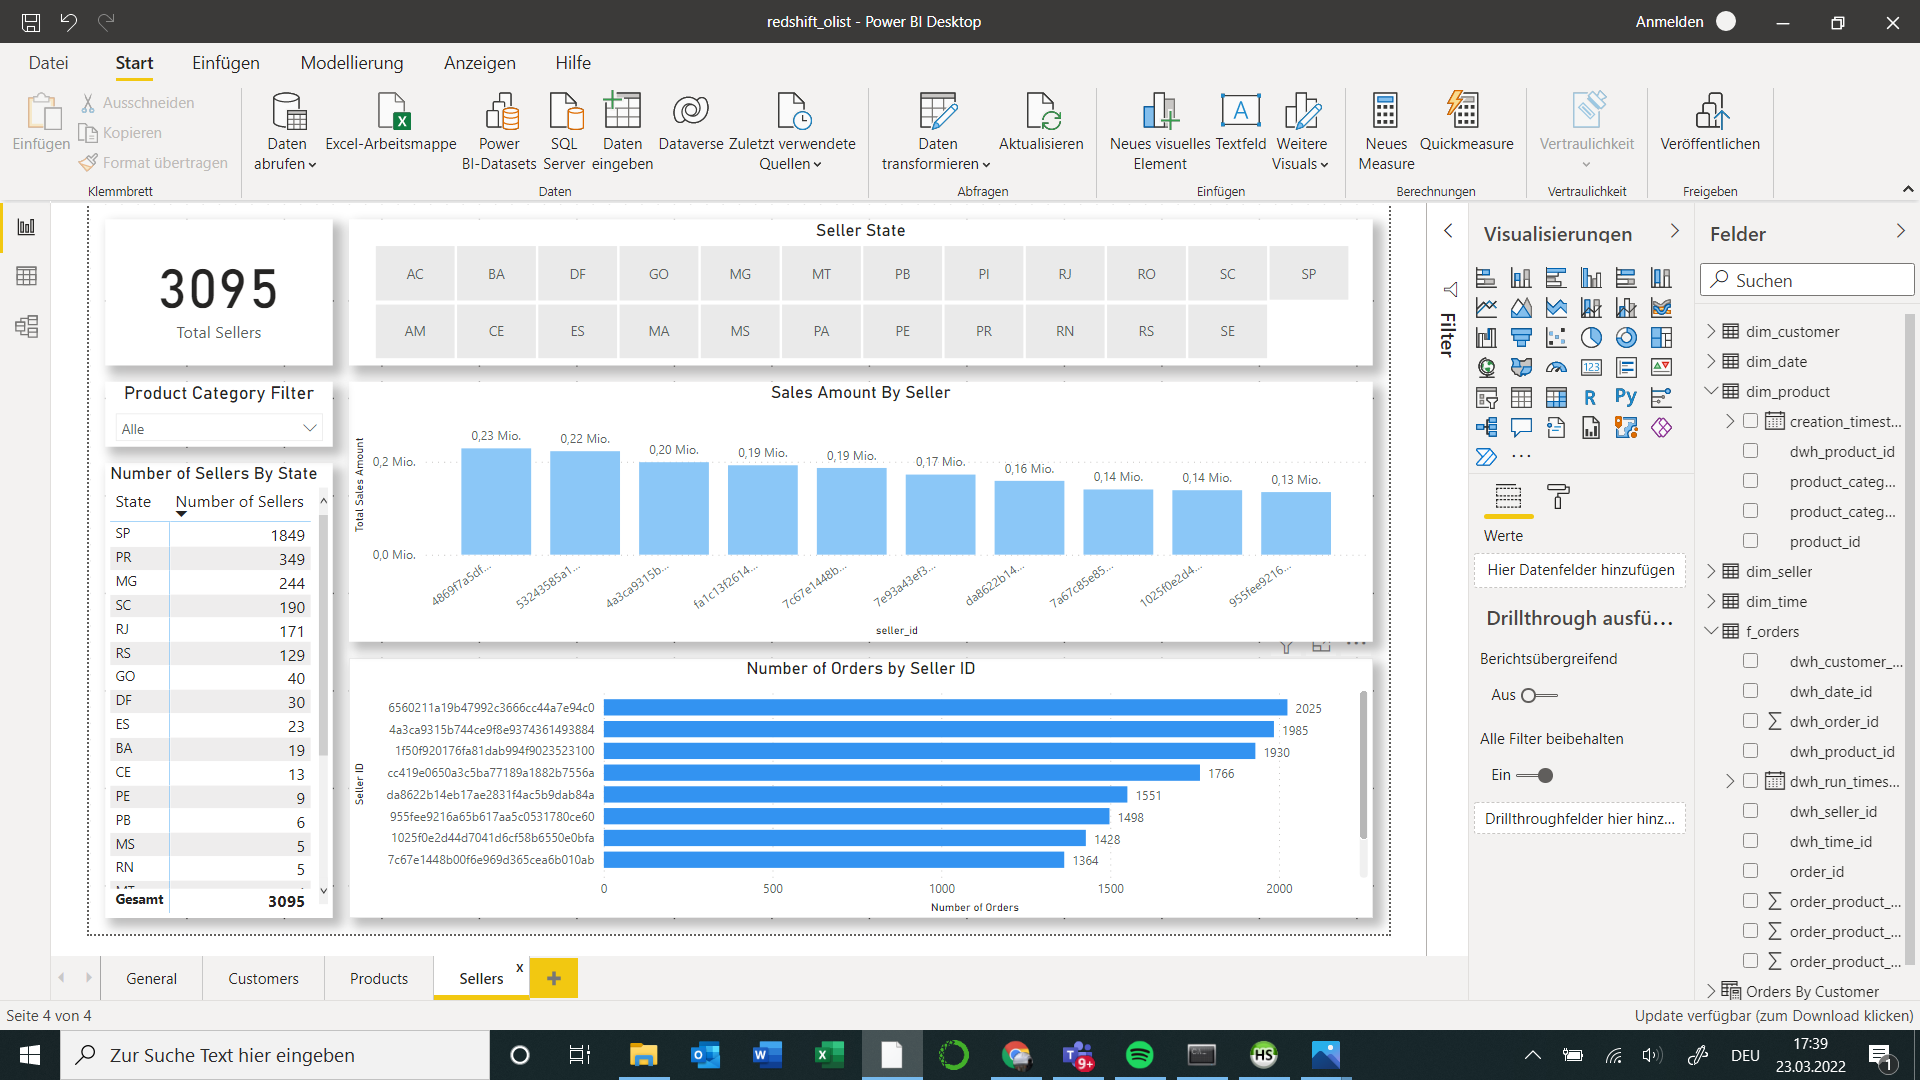 redshift_olist - Power BI Desktop
Anmelden
Datei
Start
Einfügen
Modellierung
Anzeigen
Hilfe
Einfügen
Ausschneiden
Kopieren
Format übertragen
Klemmbrett
Daten
abrufen
Excel-Arbeitsmappe
Power
BI-Datasets
SQL
Server
Daten
eingeben
Dataverse
Zuletzt verwendete
Quellen
Daten
Daten
transformieren
Aktualisieren
Abfragen
Neues visuelles
Element
Textfeld
Weitere
Visuals
Einfügen
Neues
Measure
Quickmeasure
Berechnungen
Vertraulichkeit
Vertraulichkeit
Veröffentlichen
Freigeben
3095
Total Sellers
Seller State
AC BA DF GO MG MT PB PI RJ RO SC SP
AM CE ES MA MS PA PE PR RN RS SE
Product Category Filter
Alle
Number of Sellers By State
State Number of Sellers
SP 1849
PR 349
MG 244
SC 190
RJ 171
RS 129
GO 40
DF 30
ES 23
BA 19
CE 13
PE 9
PB 6
MS 5
RN 5
Gesamt 3095
Sales Amount By Seller
Total Sales Amount
0,2 Mio.
0,0 Mio.
0,23 Mio.
0,22 Mio.
0,20 Mio.
0,19 Mio.
0,19 Mio.
0,17 Mio.
0,16 Mio.
0,14 Mio.
0,14 Mio.
0,13 Mio.
4869f7a5df...
53243585a1...
4a3ca9315b...
fa1c13f2614...
7c67e1448b...
7e93a43ef3...
da8622b14...
7a67c85e85...
1025f0e2d4...
955fee9216...
seller_id
Number of Orders by Seller ID
Seller ID
6560211a19b47992c3666cc44a7e94c0 2025
4a3ca9315b744ce9f8e9374361493884 1985
1f50f920176fa81dab994f9023523100 1930
cc419e0650a3c5ba77189a1882b7556a 1766
da8622b14eb17ae2831f4ac5b9dab84a 1551
955fee9216a65b617aa5c0531780ce60 1498
1025f0e2d44d7041d6cf58b6550e0bfa 1428
7c67e1448b00f6e969d365cea6b010ab 1364
0 500 1000 1500 2000
Number of Orders
Filter
Visualisierungen
123
R
Py
Werte
Hier Datenfelder hinzufügen
Drillthrough ausfü...
Berichtsübergreifend
Aus
Alle Filter beibehalten
Ein
Drillthroughfelder hier hinz...
Felder
Suchen
dim_customer
dim_date
dim_product
creation_timest...
dwh_product_id
product_categ...
product_categ...
product_id
dim_seller
dim_time
f_orders
dwh_customer_...
dwh_date_id
dwh_order_id
dwh_product_id
dwh_run_times...
dwh_seller_id
dwh_time_id
order_id
order_product_...
order_product_...
order_product_...
Orders By Customer
General
Customers
Products
Sellers
x
+
Seite 4 von 4
Update verfügbar (zum Download klicken)
Zur Suche Text hier eingeben
9+
HS
DEU
17:39
23.03.2022
1